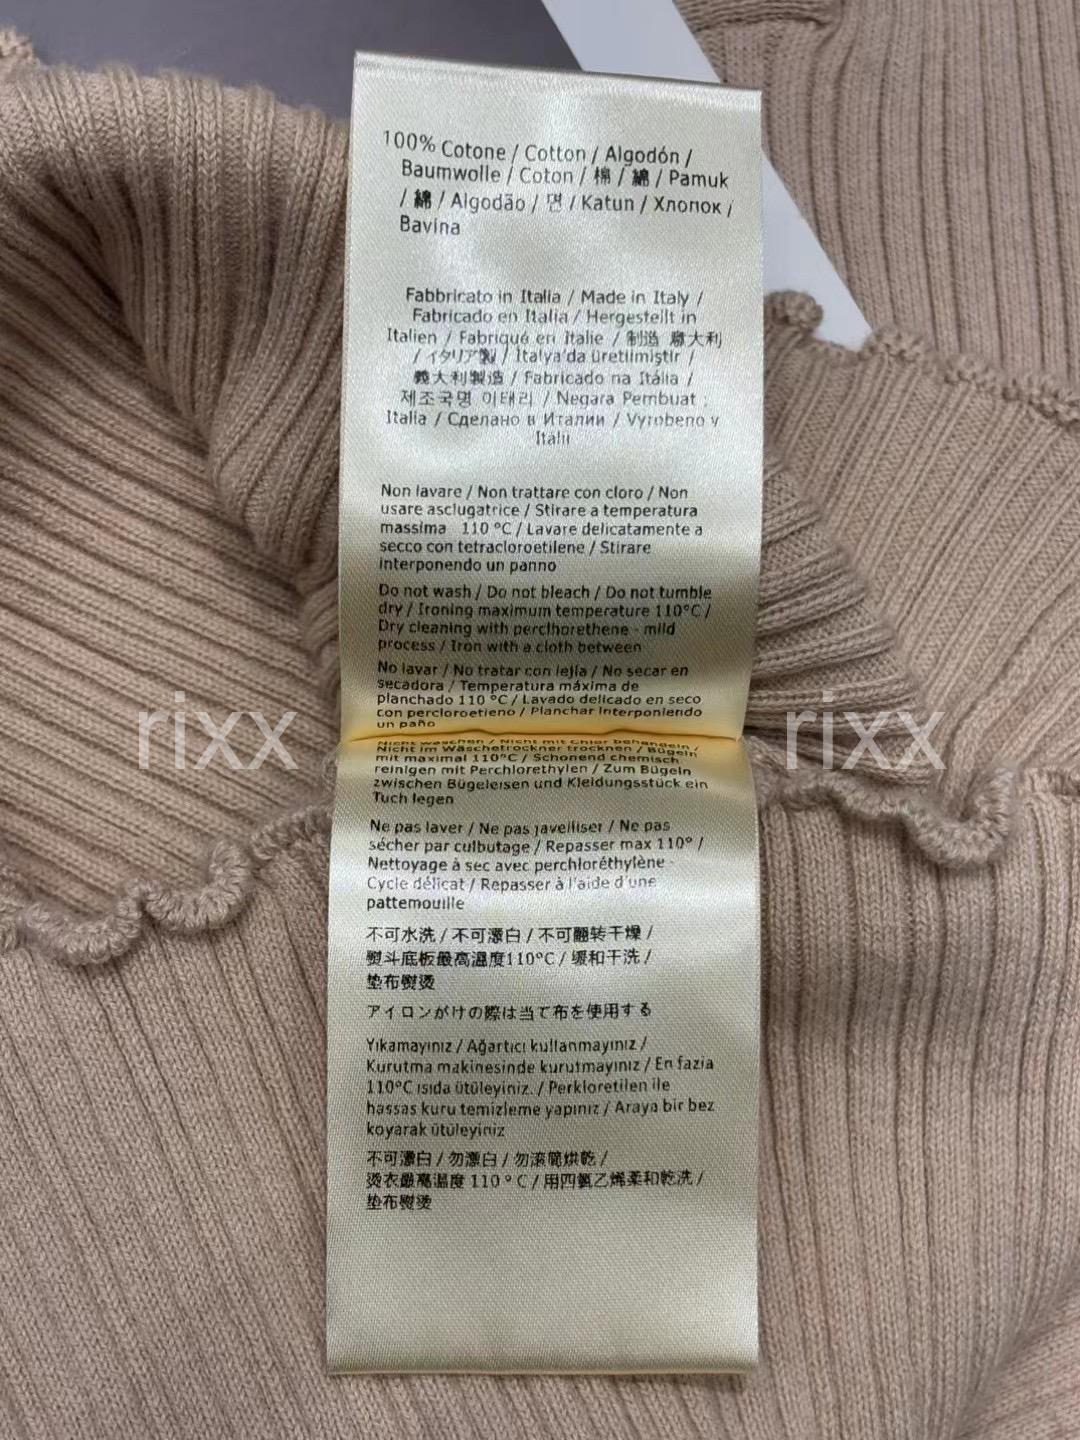 100% Cotone / Cotton / Algodón /
Baumwolle / Coton / 棉 / 綿 / Pamuk
/ 綿 / Algodão / 면 / Katun / Хлопок /
Bavlna
Fabbricato in Italia / Made in Italy /
Fabricado en Italia / Hergestellt in
Italien / Fabriqué en Italie / 制造 意大利
/ イタリア製 / İtalya'da üretilmiştir /
義大利製造 / Fabricado na Itália /
제조국명 이태리 / Negara Pembuat :
Italia / Сделано в Италии / Vyrobeno v
Itálii
Non lavare / Non trattare con cloro / Non
usare asciugatrice / Stirare a temperatura
massima 110 °C / Lavare delicatamente a
secco con tetracloroetilene / Stirare
interponendo un panno
Do not wash / Do not bleach / Do not tumble
dry / Ironing maximum temperature 110°C /
Dry cleaning with perclhorethene - mild
process / Iron with a cloth between
No lavar / No tratar con lejía / No secar en
secadora / Temperatura máxima de
planchado 110 °C / Lavado delicado en seco
con percloroetieno / Planchar interponiendo
un paño
rixx rixx
Nicht waschen / Nicht mit Chlor behandeln /
Nicht im Wäschetrockner trocknen / Bügeln
mit maximal 110°C / Schonend chemisch
reinigen mit Perchlorethylen / Zum Bügeln
zwischen Bügeleisen und Kleidungsstück ein
Tuch legen
Ne pas laver / Ne pas javelliser / Ne pas
sécher par culbutage / Repasser max 110° /
Nettoyage à sec avec perchloréthylène -
Cycle délicat / Repasser à l'aide d'une
pattemouille
不可水洗 / 不可漂白 / 不可翻转干燥 /
熨斗底板最高温度110°C / 缓和干洗 /
垫布熨烫
アイロンがけの際は当て布を使用する
Yıkamayınız / Ağartıcı kullanmayınız /
Kurutma makinesinde kurutmayınız / En fazla
110°C ısıda ütüleyiniz. / Perkloretilen ile
hassas kuru temizleme yapınız / Araya bir bez
koyarak ütüleyiniz
不可漂白 / 勿漂白 / 勿滚筒烘乾 /
烫衣最高温度 110 ° C / 用四氯乙烯柔和乾洗 /
垫布熨烫